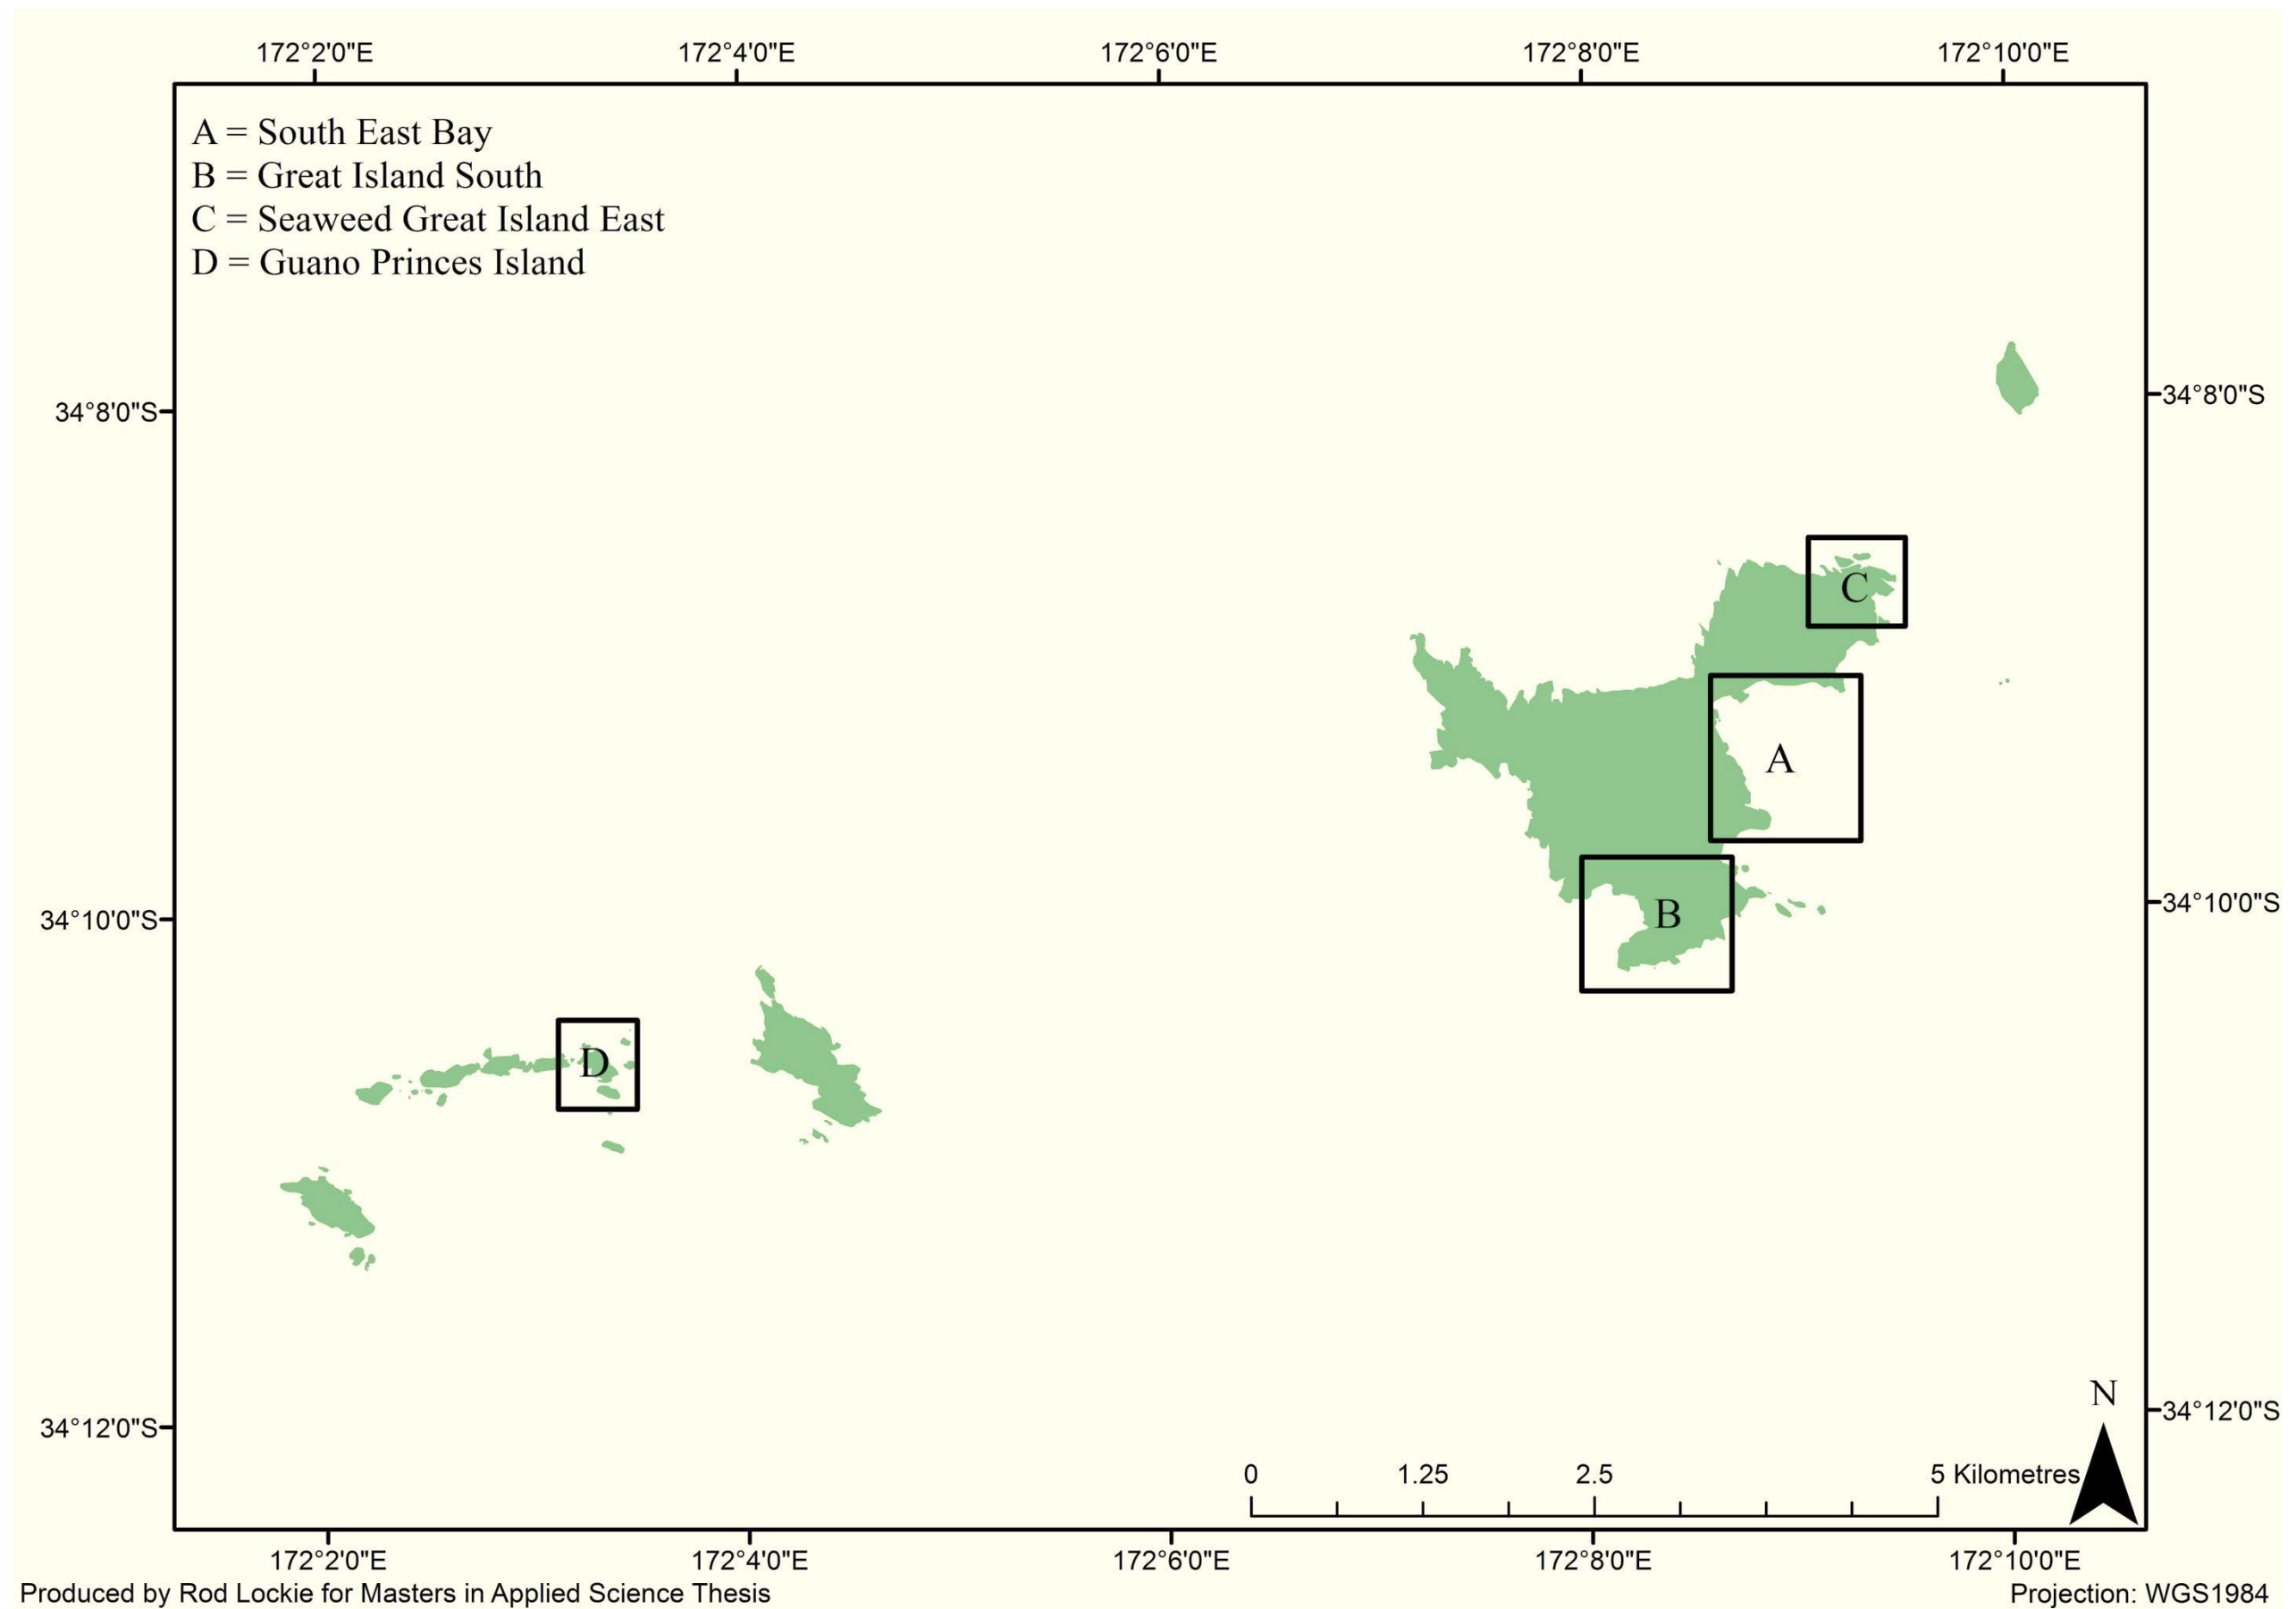 172°2'0"E 172°4'0"E 172°6'0"E 172°8'0"E 172°10'0"E
A = South East Bay
B = Great Island South
C = Seaweed Great Island East
D = Guano Princes Island
34°8'0"S 34°8'0"S
C
A
34°10'0"S B 34°10'0"S
D
N
34°12'0"S 34°12'0"S
0 1.25 2.5 5 Kilometres
172°2'0"E 172°4'0"E 172°6'0"E 172°8'0"E 172°10'0"E
Produced by Rod Lockie for Masters in Applied Science Thesis Projection: WGS1984